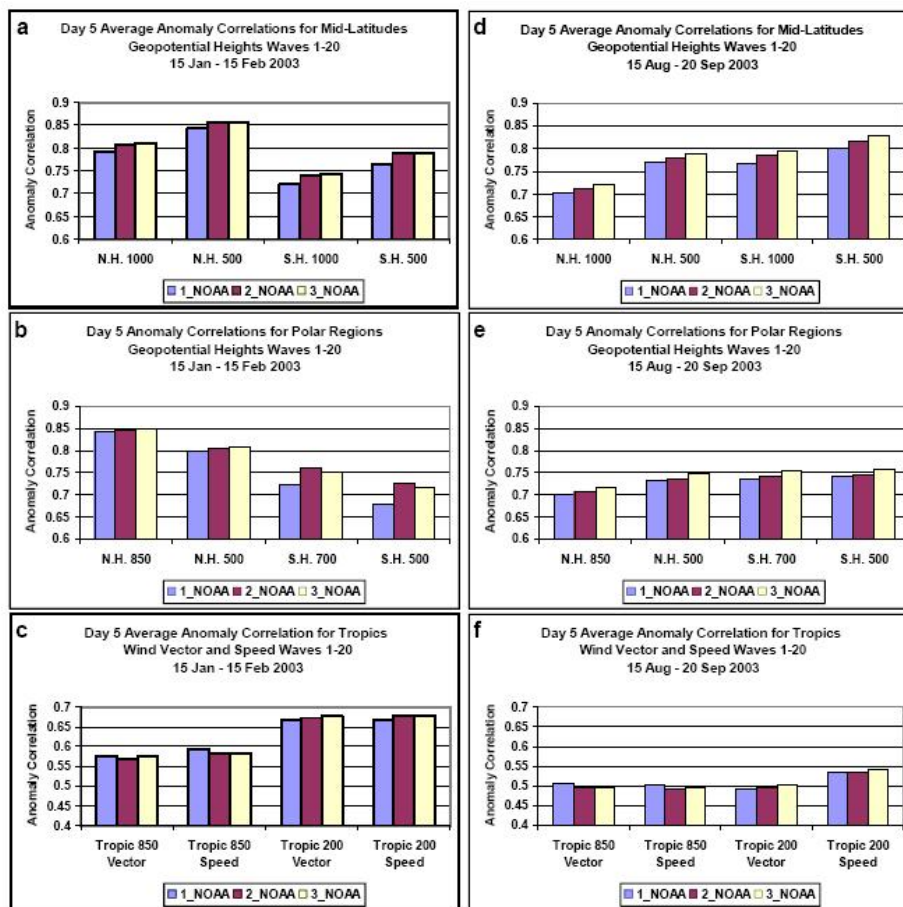 a
Day 5 Average Anomaly Correlations for Mid-Latitudes
Geopotential Heights Waves 1-20
15 Jan - 15 Feb 2003
Anomaly Correlation
0.9
0.85
0.8
0.75
0.7
0.65
0.6
N.H. 1000 N.H. 500 S.H. 1000 S.H. 500
1_NOAA 2_NOAA 3_NOAA
d
Day 5 Average Anomaly Correlations for Mid-Latitudes
Geopotential Heights Waves 1-20
15 Aug - 20 Sep 2003
Anomaly Correlation
0.9
0.85
0.8
0.75
0.7
0.65
0.6
N.H. 1000 N.H. 500 S.H. 1000 S.H. 500
1_NOAA 2_NOAA 3_NOAA
b
Day 5 Anomaly Correlations for Polar Regions
Geopotential Heights Waves 1-20
15 Jan - 15 Feb 2003
Anomaly Correlation
0.9
0.85
0.8
0.75
0.7
0.65
0.6
N.H. 850 N.H. 500 S.H. 700 S.H. 500
1_NOAA 2_NOAA 3_NOAA
e
Day 5 Anomaly Correlations for Polar Regions
Geopotential Heights Waves 1-20
15 Aug - 20 Sep 2003
Anomaly Correlation
0.9
0.85
0.8
0.75
0.7
0.65
0.6
N.H. 850 N.H. 500 S.H. 700 S.H. 500
1_NOAA 2_NOAA 3_NOAA
c
Day 5 Average Anomaly Correlation for Tropics
Wind Vector and Speed Waves 1-20
15 Jan - 15 Feb 2003
Anomaly Correlation
0.7
0.65
0.6
0.55
0.5
0.45
0.4
Tropic 850 Tropic 850 Tropic 200 Tropic 200
Vector Speed Vector Speed
1_NOAA 2_NOAA 3_NOAA
f
Day 5 Average Anomaly Correlation for Tropics
Wind Vector and Speed Waves 1-20
15 Aug - 20 Sep 2003
Anomaly Correlation
0.7
0.65
0.6
0.55
0.5
0.45
0.4
Tropic 850 Tropic 850 Tropic 200 Tropic 200
Vector Speed Vector Speed
1_NOAA 2_NOAA 3_NOAA